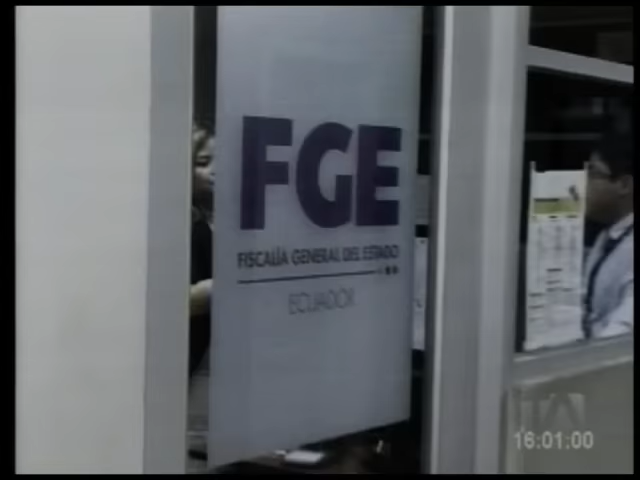 FGE
FISCALÍA GENERAL DEL ESTADO
ECUADOR
16:01:00